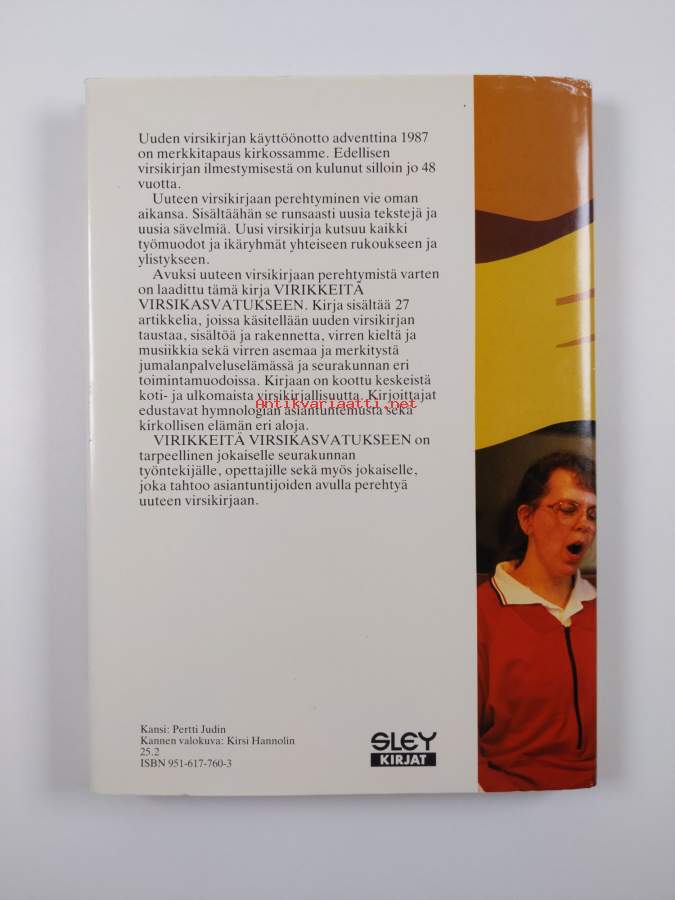 Uuden virsikirjan käyttöönotto adventtina 1987
on merkkitapaus kirkossamme. Edellisen
virsikirjan ilmestymisestä on kulunut silloin jo 48
vuotta.
Uuteen virsikirjaan perehtyminen vie oman
aikansa. Sisältäähän se runsaasti uusia tekstejä ja
uusia sävelmiä. Uusi virsikirja kutsuu kaikki
työmuodot ja ikäryhmät yhteiseen rukoukseen ja
ylistykseen.
Avuksi uuteen virsikirjaan perehtymistä varten
on laadittu tämä kirja VIRIKKEITÄ
VIRSIKASVATUKSEEN. Kirja sisältää 27
artikkelia, joissa käsitellään uuden virsikirjan
taustaa, sisältöä ja rakennetta, virren kieltä ja
musiikkia sekä virren asemaa ja merkitystä
jumalanpalveluselämässä ja seurakunnan eri
toimintamuodoissa. Kirjaan on koottu keskeistä
koti- ja ulkomaista virsikirjallisuutta. Kirjoittajat
Antikvariaatti.net
edustavat hymnologian asiantuntemusta sekä
kirkollisen elämän eri aloja.
VIRIKKEITÄ VIRSIKASVATUKSEEN on
tarpeellinen jokaiselle seurakunnan
työntekijälle, opettajille sekä myös jokaiselle,
joka tahtoo asiantuntijoiden avulla perehtyä
uuteen virsikirjaan.
Kansi: Pertti Judin
Kannen valokuva: Kirsi Hannolin
25.2
ISBN 951-617-760-3
SLEY
KIRJAT